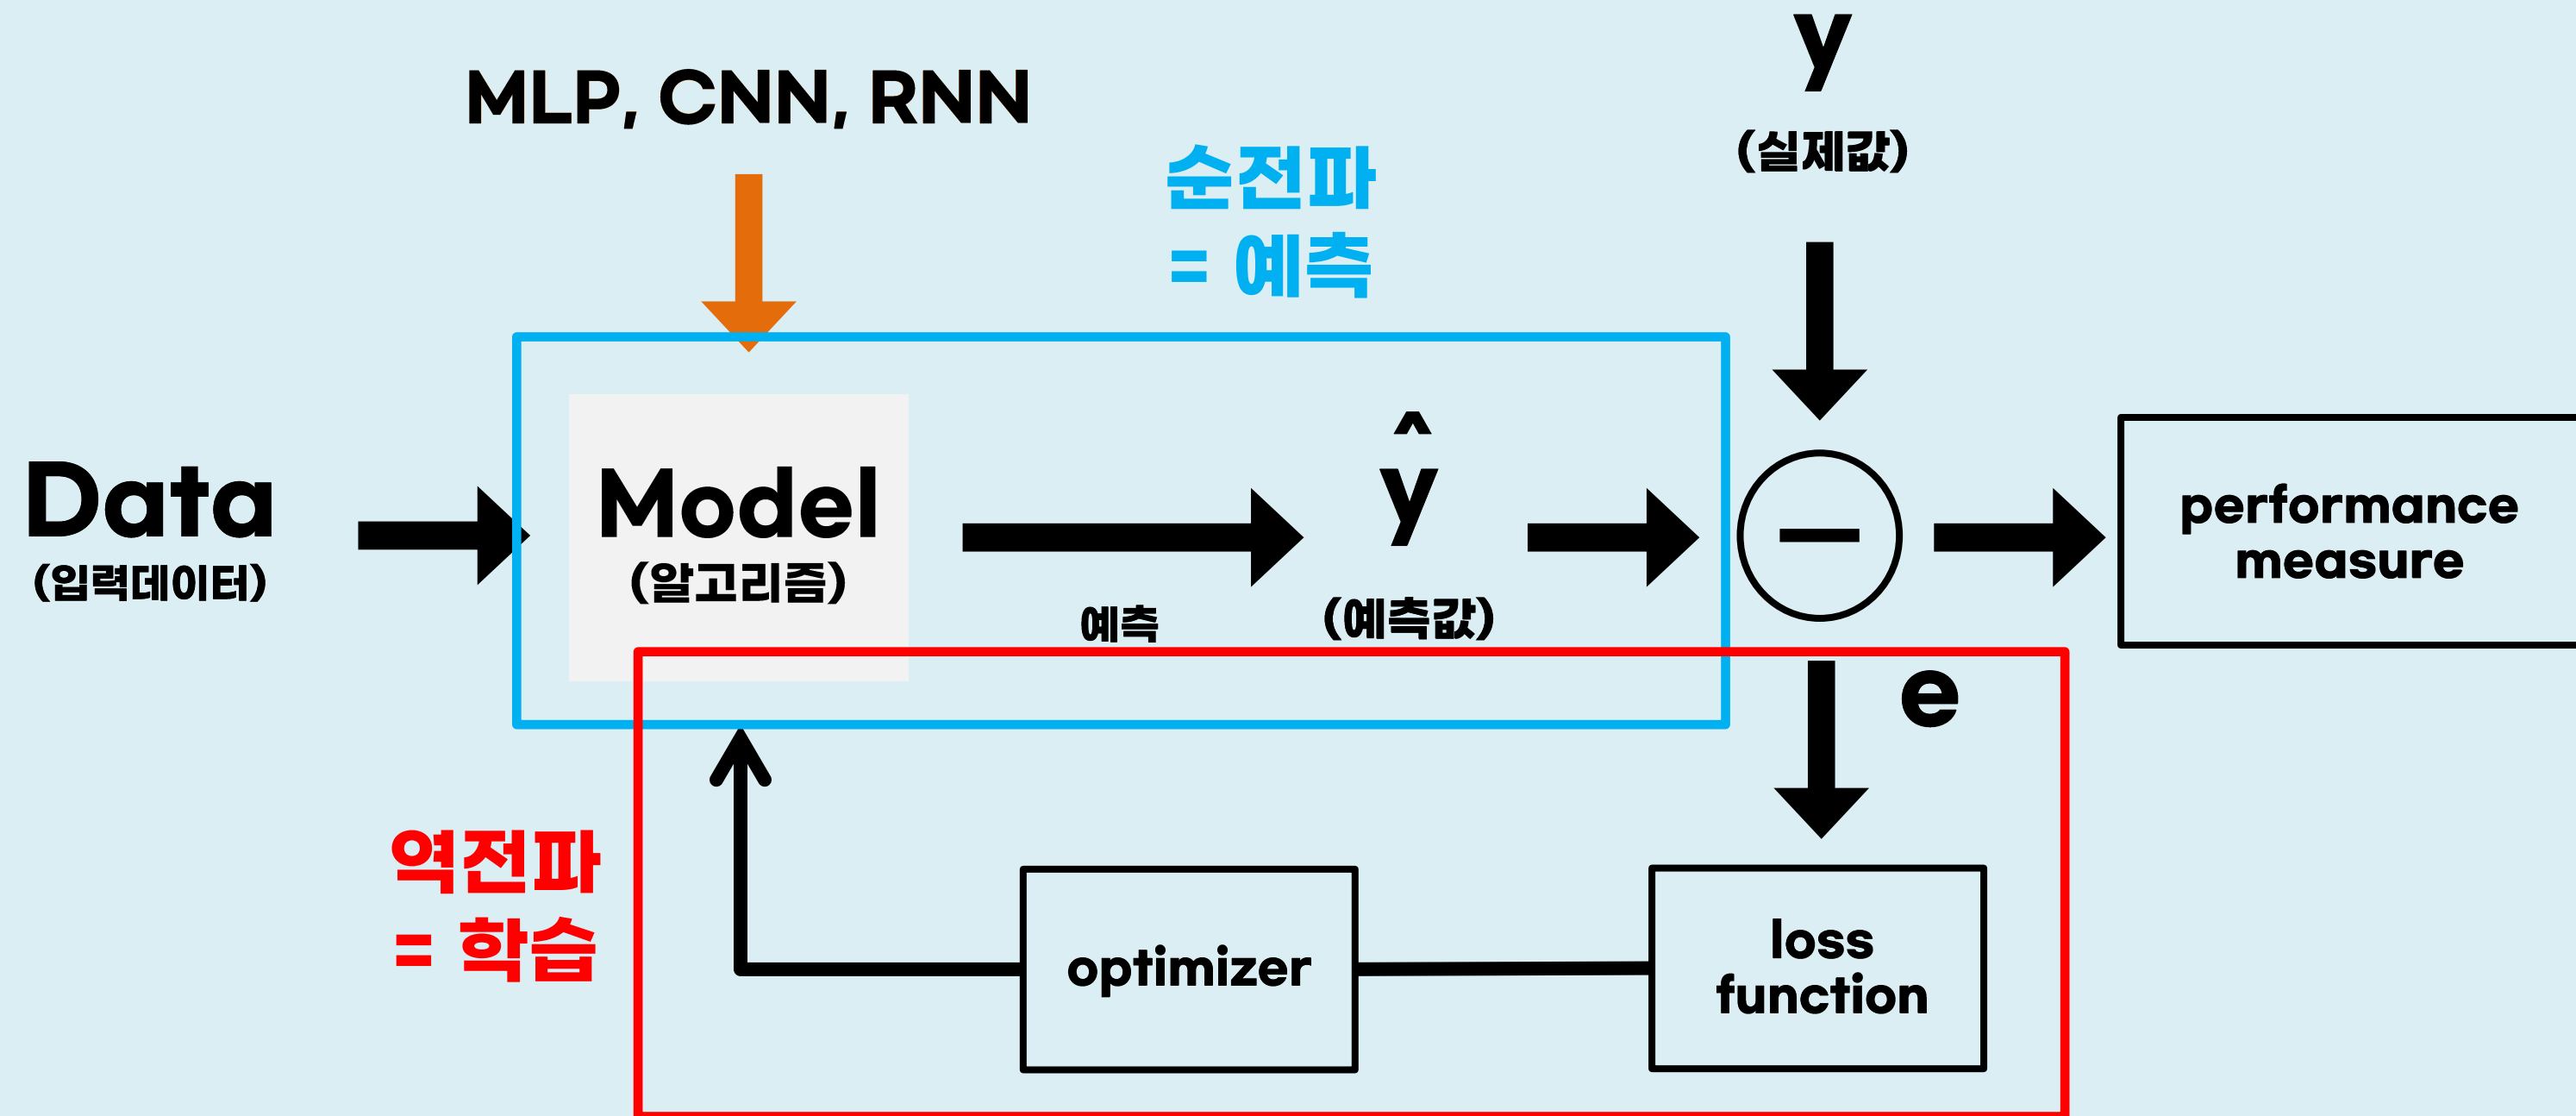 y
(실제값)
MLP, CNN, RNN
순전파
= 예측
Data
(입력데이터)
Model
(알고리즘)
예측
^
y
(예측값)
−
performance
measure
e
역전파
= 학습
optimizer
loss
function